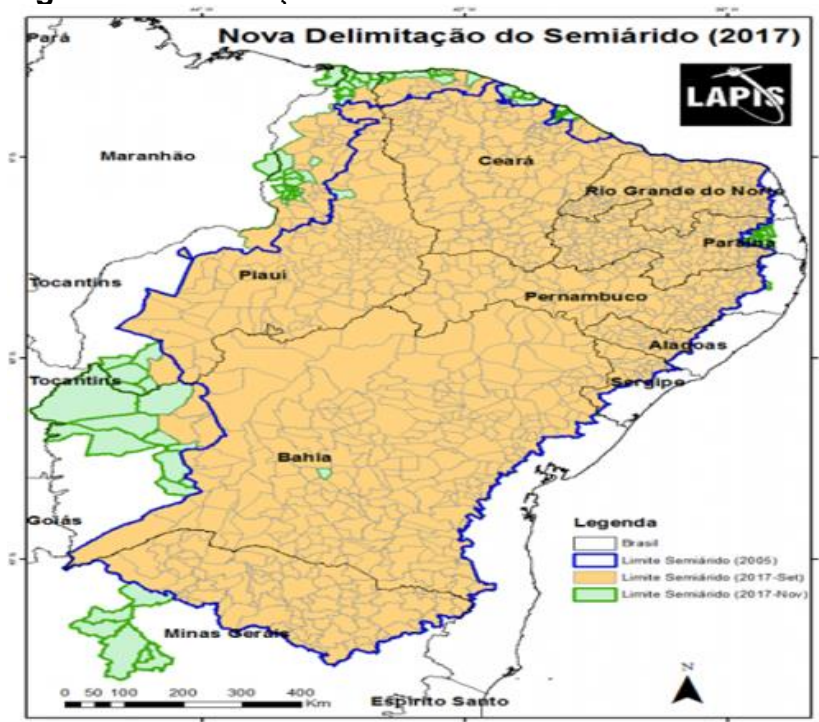 Nova Delimitação do Semiárido (2017)
Pará
LAPIS
Maranhão
Ceará
Rio Grande do Norte
Paraíba
Tocantins
Piauí
Pernambuco
Alagoas
Tocantins
Sergipe
Bahia
Goiás
Legenda
Brasil
Limite Semiárido (2005)
Limite Semiárido (2017-Set)
Limite Semiárido (2017-Nov)
Minas Gerais
N
0 50 100 200 300 400
Km
Espírito Santo